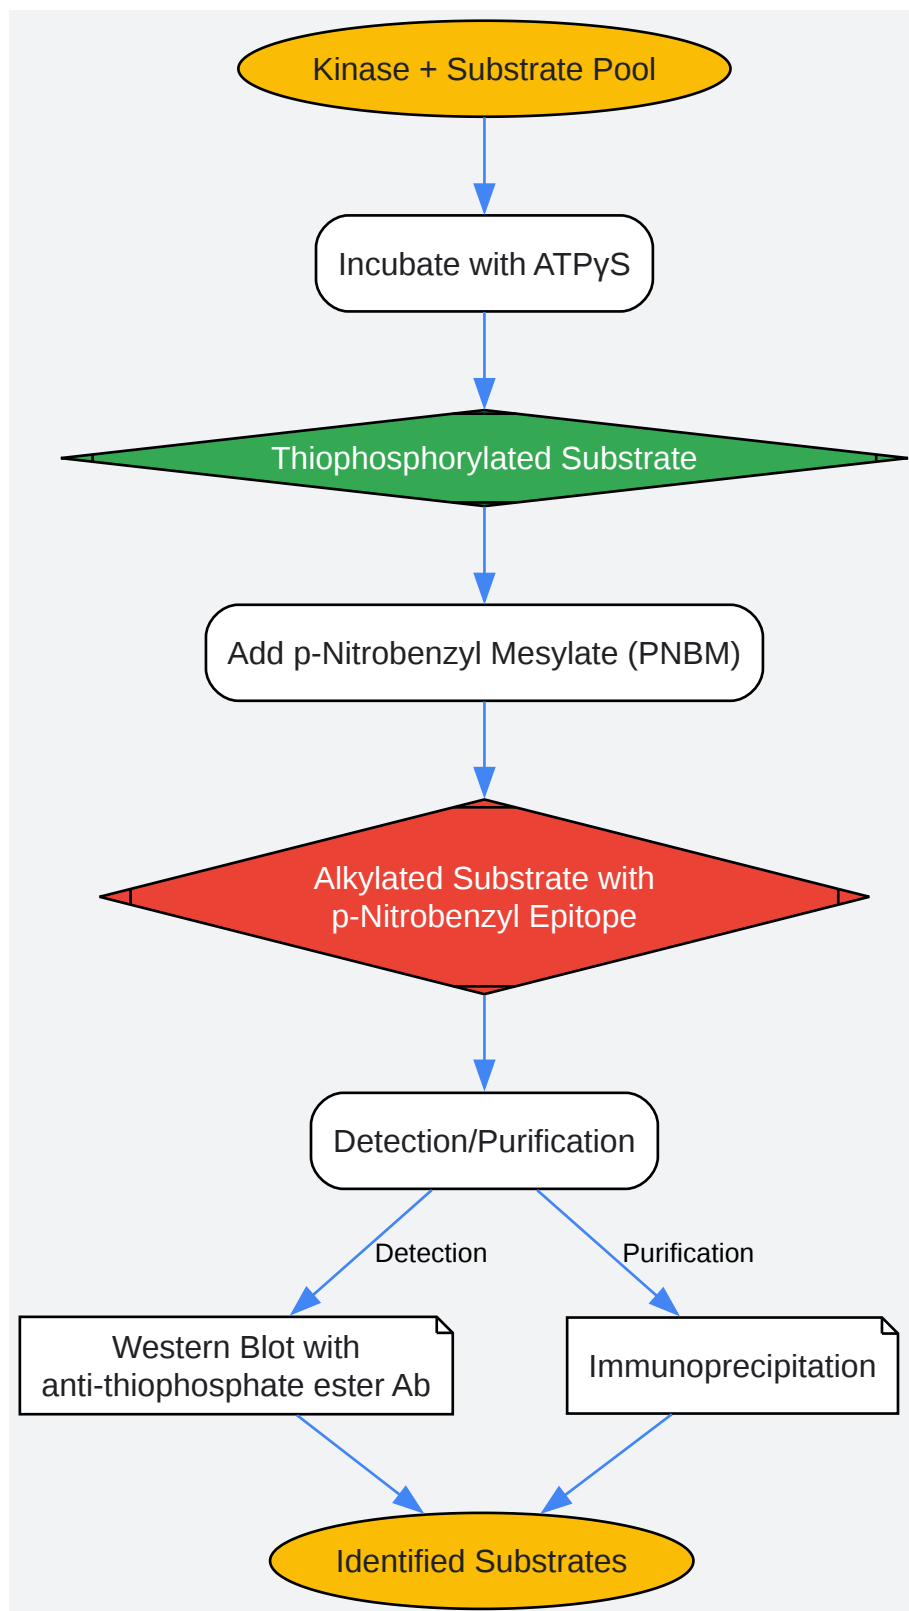 Kinase + Substrate Pool
Incubate with ATPγS
Thiophosphorylated Substrate
Add p-Nitrobenzyl Mesylate (PNBM)
Alkylated Substrate with
p-Nitrobenzyl Epitope
Detection/Purification
Detection
Purification
Western Blot with
anti-thiophosphate ester Ab
Immunoprecipitation
Identified Substrates